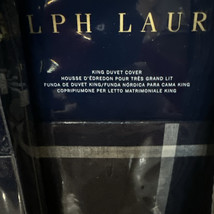 LPH LAUR
KING DUVET COVER
HOUSSE D'ÉDREDON POUR TRÈS GRAND LIT
FUNDA DE DUVET KING/FUNDA NÓRDICA PARA CAMA KING
COPRIPIUMONE PER LETTO MATRIMONIALE KING